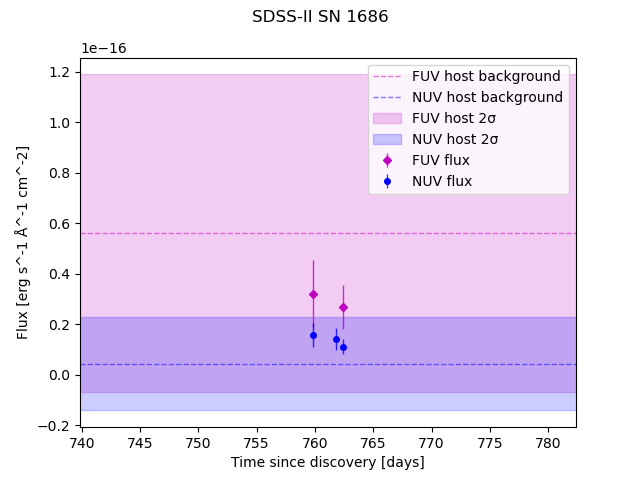 SDSS-II SN 1686
1e−16
FUV host background
NUV host background
FUV host 2σ
NUV host 2σ
FUV flux
NUV flux
1.2
1.0
0.8
0.6
0.4
0.2
0.0
−0.2
Flux [erg s^-1 Å^-1 cm^-2]
740 745 750 755 760 765 770 775 780
Time since discovery [days]